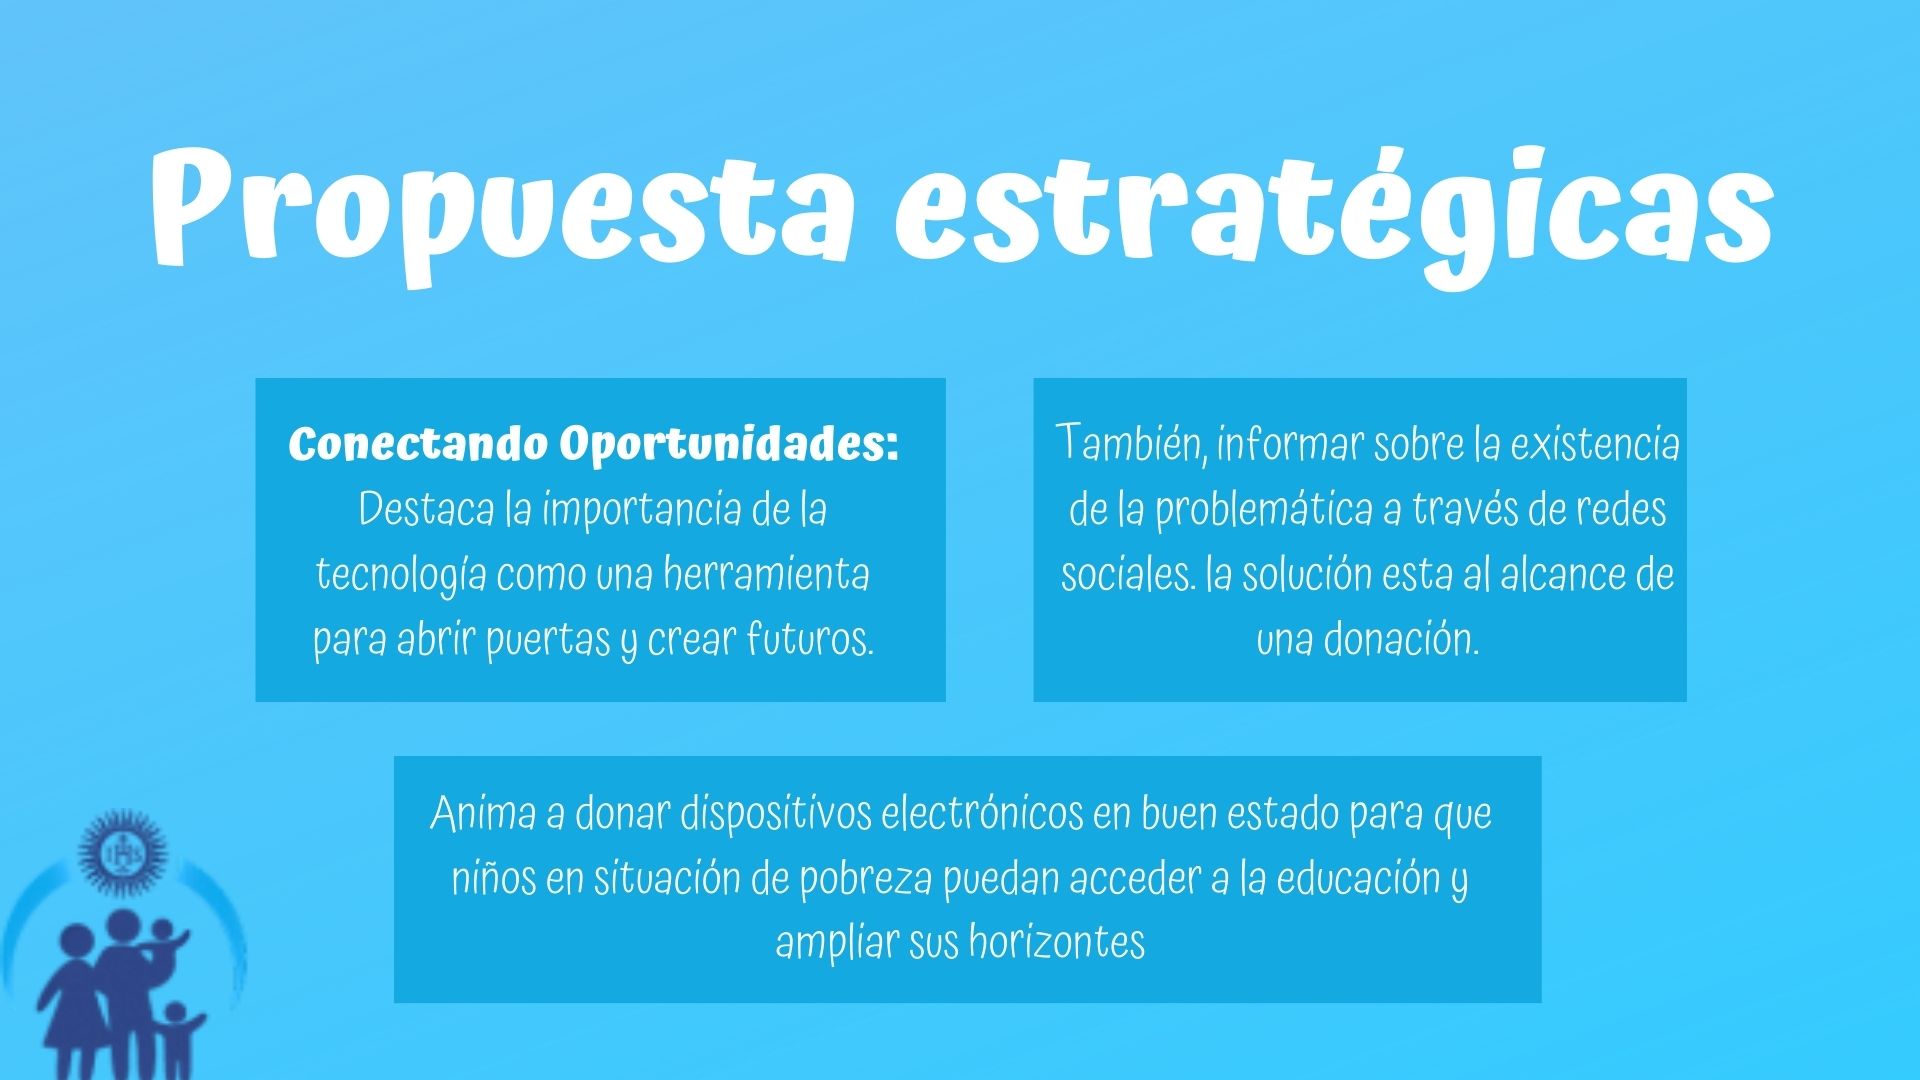 Propuesta estratégicas
Conectando Oportunidades:
Destaca la importancia de la
tecnología como una herramienta
para abrir puertas y crear futuros.
También, informar sobre la existencia
de la problemática a través de redes
sociales. la solución esta al alcance de
una donación.
Anima a donar dispositivos electrónicos en buen estado para que
niños en situación de pobreza puedan acceder a la educación y
ampliar sus horizontes
IHS